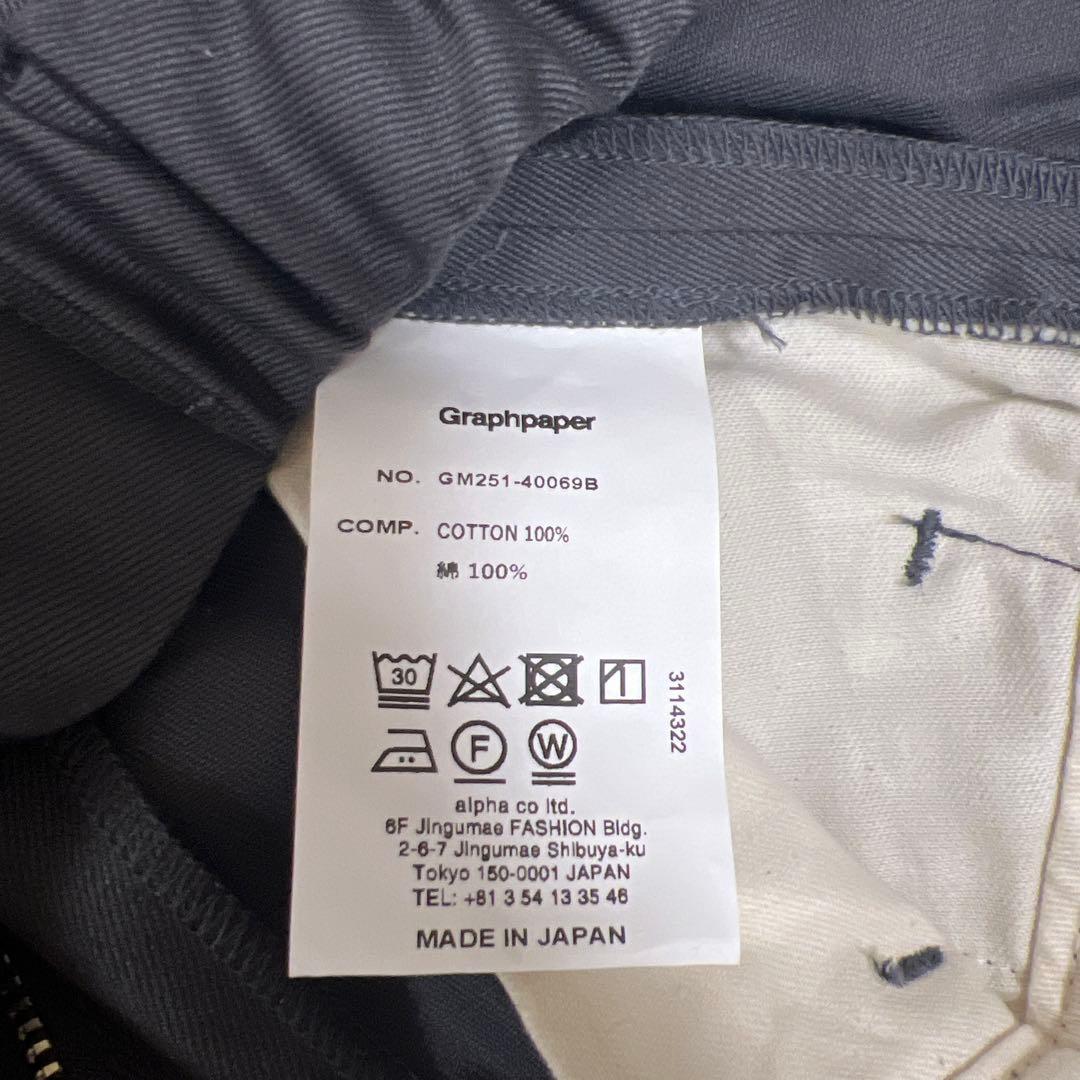 Graphpaper
NO. GM251-40069B
COMP. COTTON 100%
綿 100%
30
F W
3114322
alpha co ltd.
6F Jingumae FASHION Bldg.
2-6-7 Jingumae Shibuya-ku
Tokyo 150-0001 JAPAN
TEL: +81 3 54 13 35 46
MADE IN JAPAN